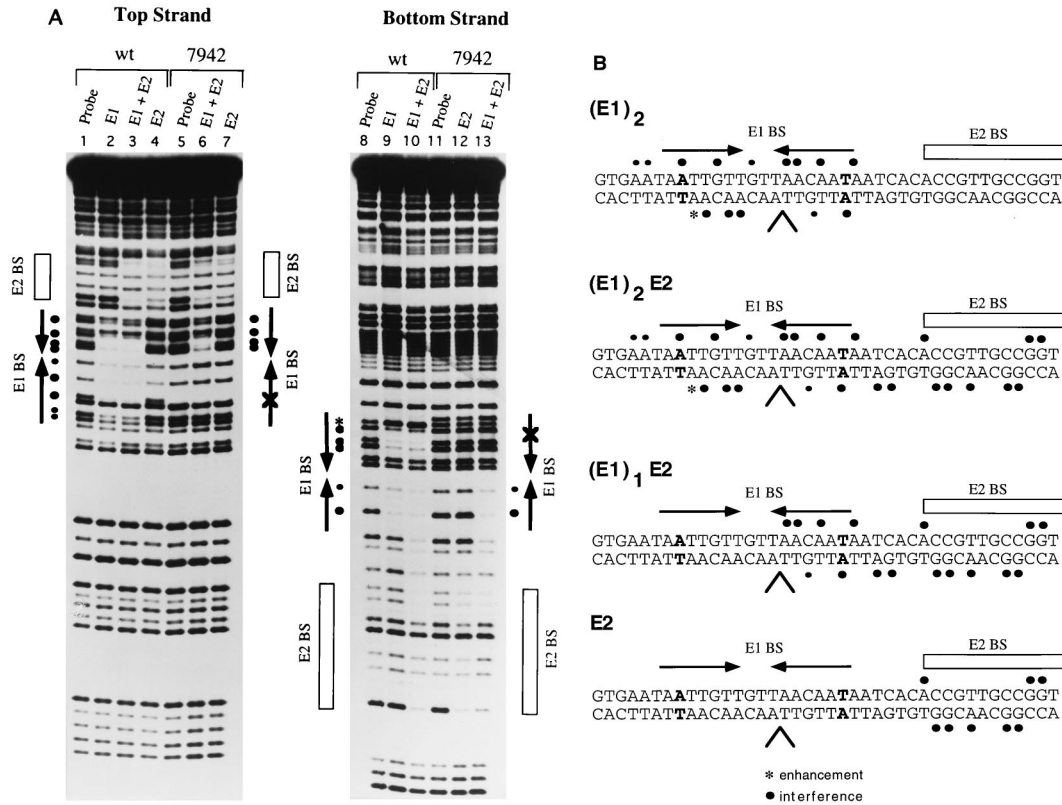 A
Top Strand
wt
7942
Probe
E1
E1 + E2
E2
Probe
E1 + E2
E2
1 2 3 4 5 6 7
E2 BS
E1 BS
E2 BS
E1 BS
Bottom Strand
wt
7942
Probe
E1
E1 + E2
Probe
E2
E1 + E2
8 9 10 11 12 13
*
E1 BS
E2 BS
E1 BS
E2 BS
B
(E1)2
E1 BS
E2 BS
GTGAATAATTGTTGTTAACAATAATCACACCGTTGCCGGT
CACTTATTAACAACAATTGTTATTAGTGTGGCAACGGCCA
*
(E1)2 E2
E1 BS
E2 BS
GTGAATAATTGTTGTTAACAATAATCACACCGTTGCCGGT
CACTTATTAACAACAATTGTTATTAGTGTGGCAACGGCCA
*
(E1)1 E2
E1 BS
E2 BS
GTGAATAATTGTTGTTAACAATAATCACACCGTTGCCGGT
CACTTATTAACAACAATTGTTATTAGTGTGGCAACGGCCA
E2
E1 BS
E2 BS
GTGAATAATTGTTGTTAACAATAATCACACCGTTGCCGGT
CACTTATTAACAACAATTGTTATTAGTGTGGCAACGGCCA
* enhancement
● interference